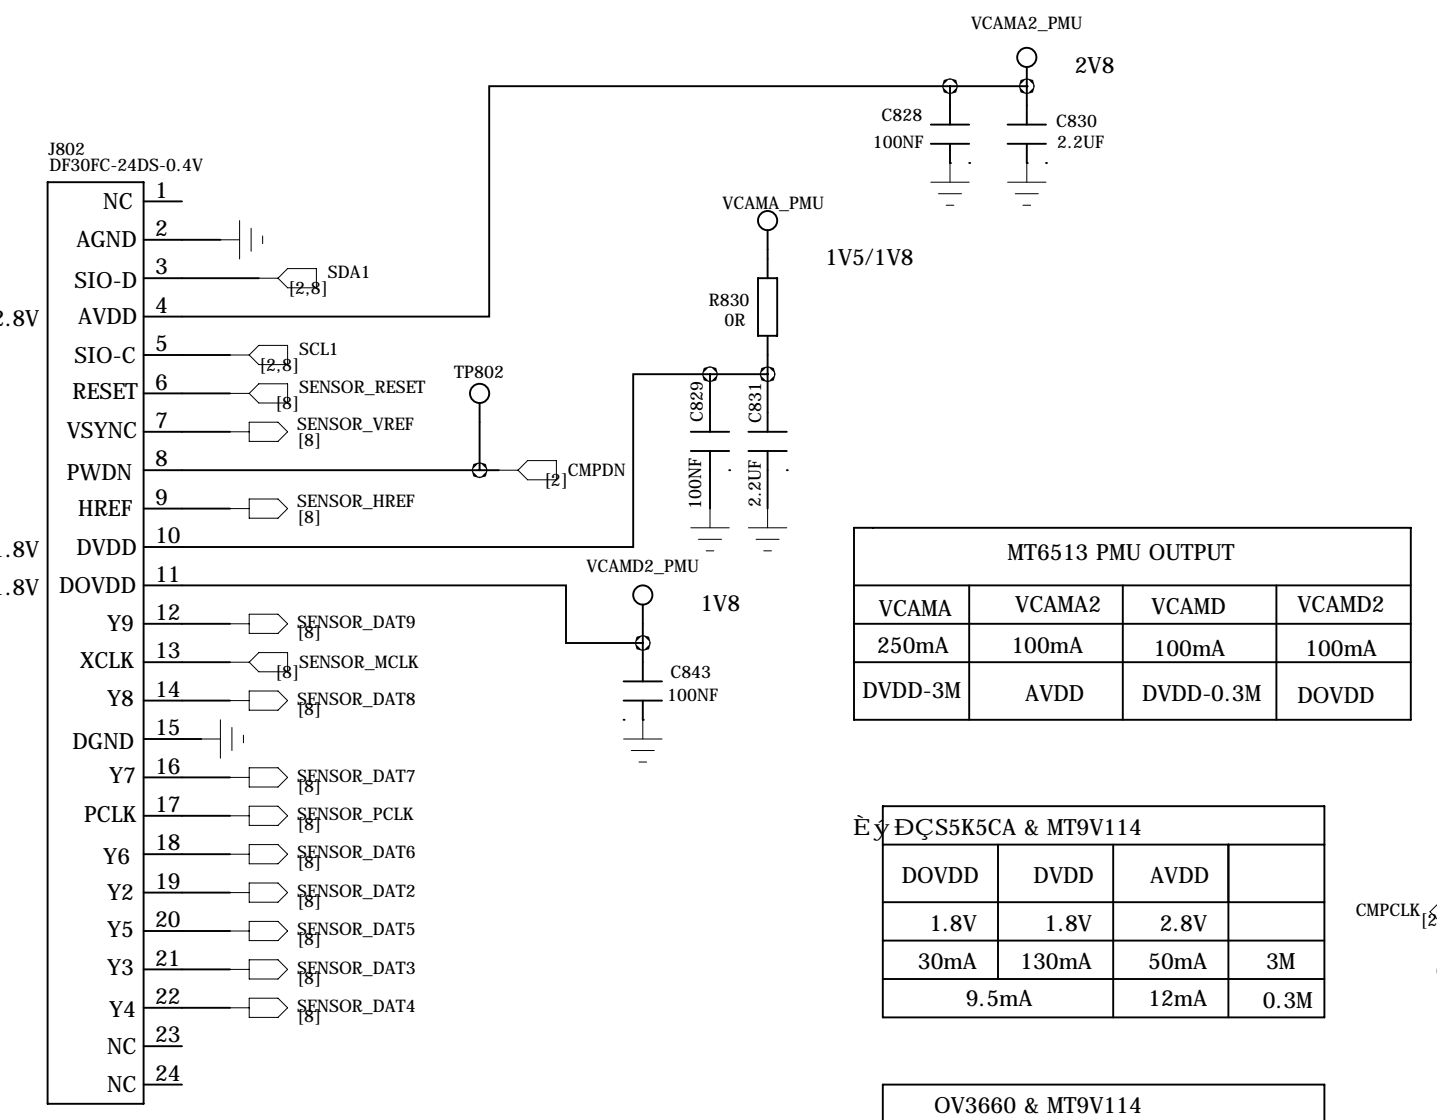 VCAMA2_PMU
2V8
C828
100NF
C830
2.2UF
J802
DF30FC-24DS-0.4V
NC 1
AGND 2
SIO-D 3 SDA1
[2,8]
2.8V AVDD 4
SIO-C 5 SCL1
[2,8]
RESET 6 SENSOR_RESET
[8]
VSYNC 7 SENSOR_VREF
[8]
PWDN 8 CMPDN
[2]
TP802
HREF 9 SENSOR_HREF
[8]
.8V DVDD 10
.8V DOVDD 11
Y9 12 SENSOR_DAT9
[8]
XCLK 13 SENSOR_MCLK
[8]
Y8 14 SENSOR_DAT8
[8]
DGND 15
Y7 16 SENSOR_DAT7
[8]
PCLK 17 SENSOR_PCLK
[8]
Y6 18 SENSOR_DAT6
[8]
Y2 19 SENSOR_DAT2
[8]
Y5 20 SENSOR_DAT5
[8]
Y3 21 SENSOR_DAT3
[8]
Y4 22 SENSOR_DAT4
[8]
NC 23
NC 24
VCAMA_PMU
1V5/1V8
R830
0R
C829
100NF
C831
2.2UF
VCAMD2_PMU
1V8
C843
100NF
MT6513 PMU OUTPUT
VCAMA VCAMA2 VCAMD VCAMD2
250mA 100mA 100mA 100mA
DVDD-3M AVDD DVDD-0.3M DOVDD
ÈýÐÇS5K5CA & MT9V114
DOVDD DVDD AVDD
1.8V 1.8V 2.8V
30mA 130mA 50mA 3M
9.5mA 12mA 0.3M
CMPCLK
[2
OV3660 & MT9V114